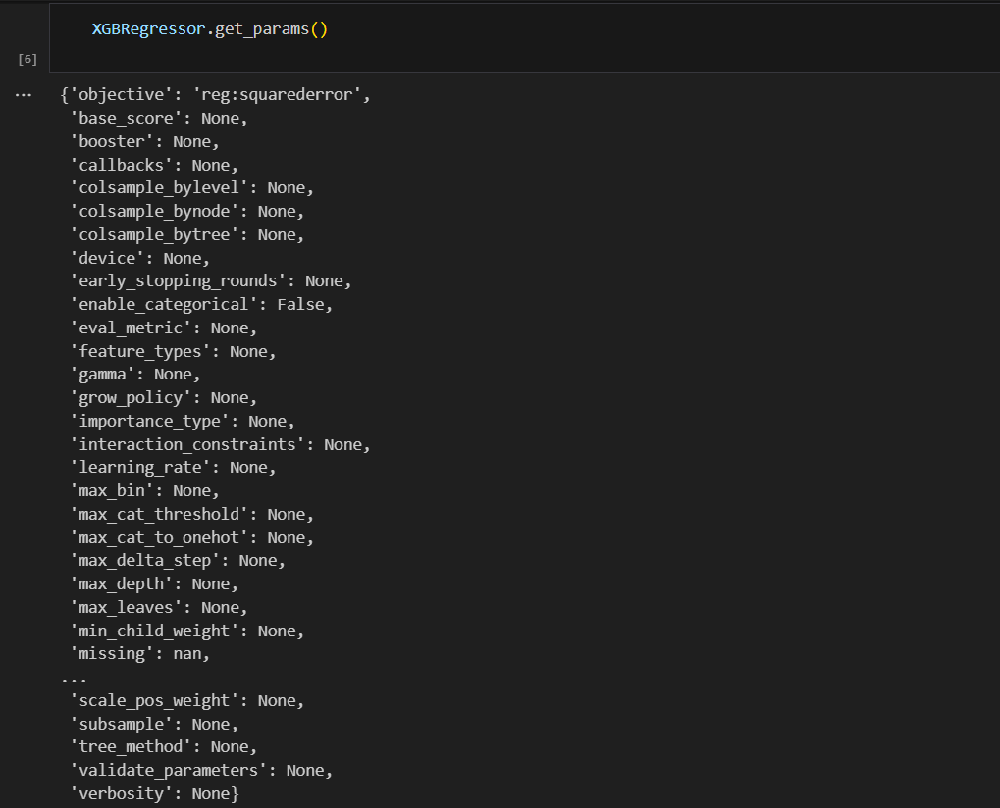 XGBRegressor.get_params()
[6]
... {'objective': 'reg:squarederror',
'base_score': None,
'booster': None,
'callbacks': None,
'colsample_bylevel': None,
'colsample_bynode': None,
'colsample_bytree': None,
'device': None,
'early_stopping_rounds': None,
'enable_categorical': False,
'eval_metric': None,
'feature_types': None,
'gamma': None,
'grow_policy': None,
'importance_type': None,
'interaction_constraints': None,
'learning_rate': None,
'max_bin': None,
'max_cat_threshold': None,
'max_cat_to_onehot': None,
'max_delta_step': None,
'max_depth': None,
'max_leaves': None,
'min_child_weight': None,
'missing': nan,
...
'scale_pos_weight': None,
'subsample': None,
'tree_method': None,
'validate_parameters': None,
'verbosity': None}